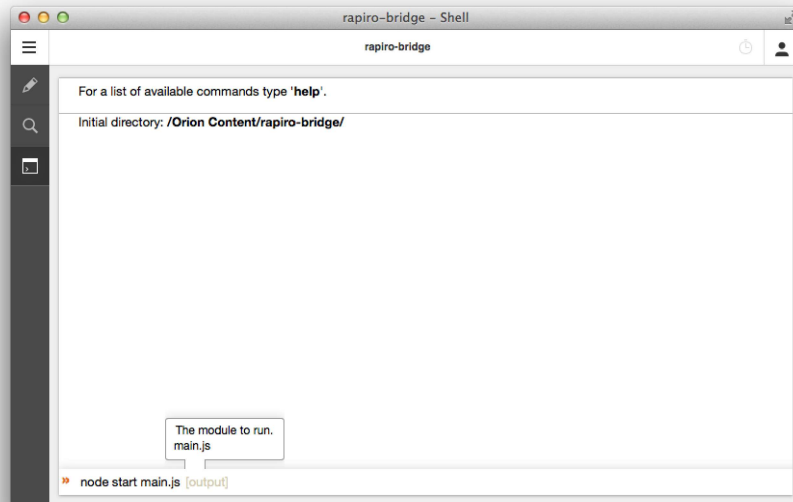 rapiro-bridge – Shell
rapiro-bridge
For a list of available commands type 'help'.
Initial directory: /Orion Content/rapiro-bridge/
The module to run.
main.js
» node start main.js [output]